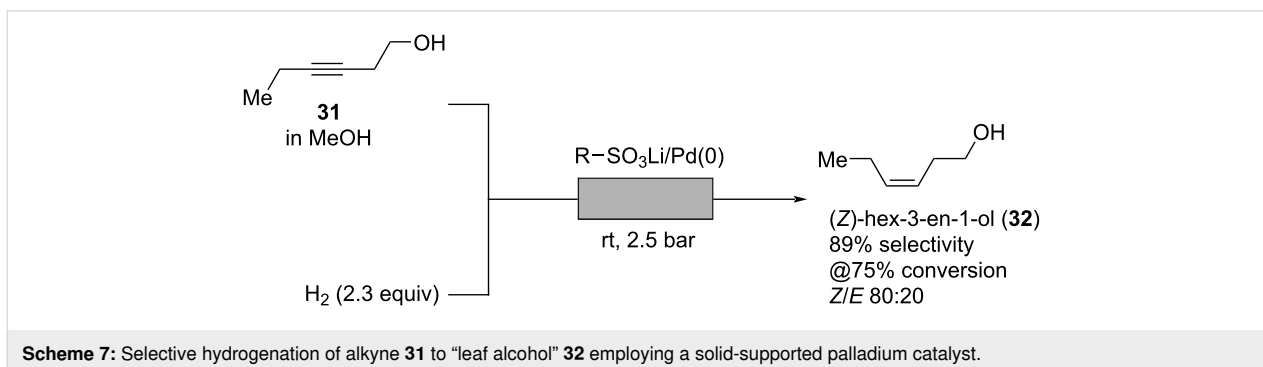 OH
Me
31
in MeOH
R–SO₃Li/Pd(0)
rt, 2.5 bar
H₂ (2.3 equiv)
OH
Me
(Z)-hex-3-en-1-ol (32)
89% selectivity
@75% conversion
Z/E 80:20
Scheme 7: Selective hydrogenation of alkyne 31 to “leaf alcohol” 32 employing a solid-supported palladium catalyst.